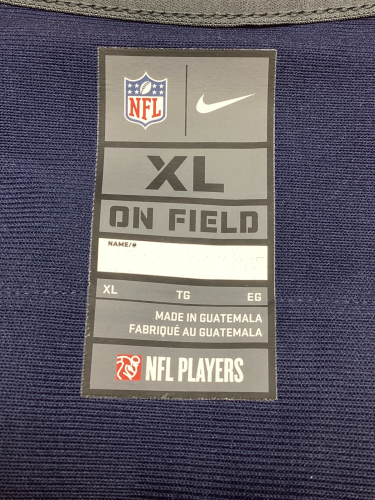 NFL
XL
ON FIELD
NAME/#
XL TG EG
MADE IN GUATEMALA
FABRIQUÉ AU GUATEMALA
NFL PLAYERS